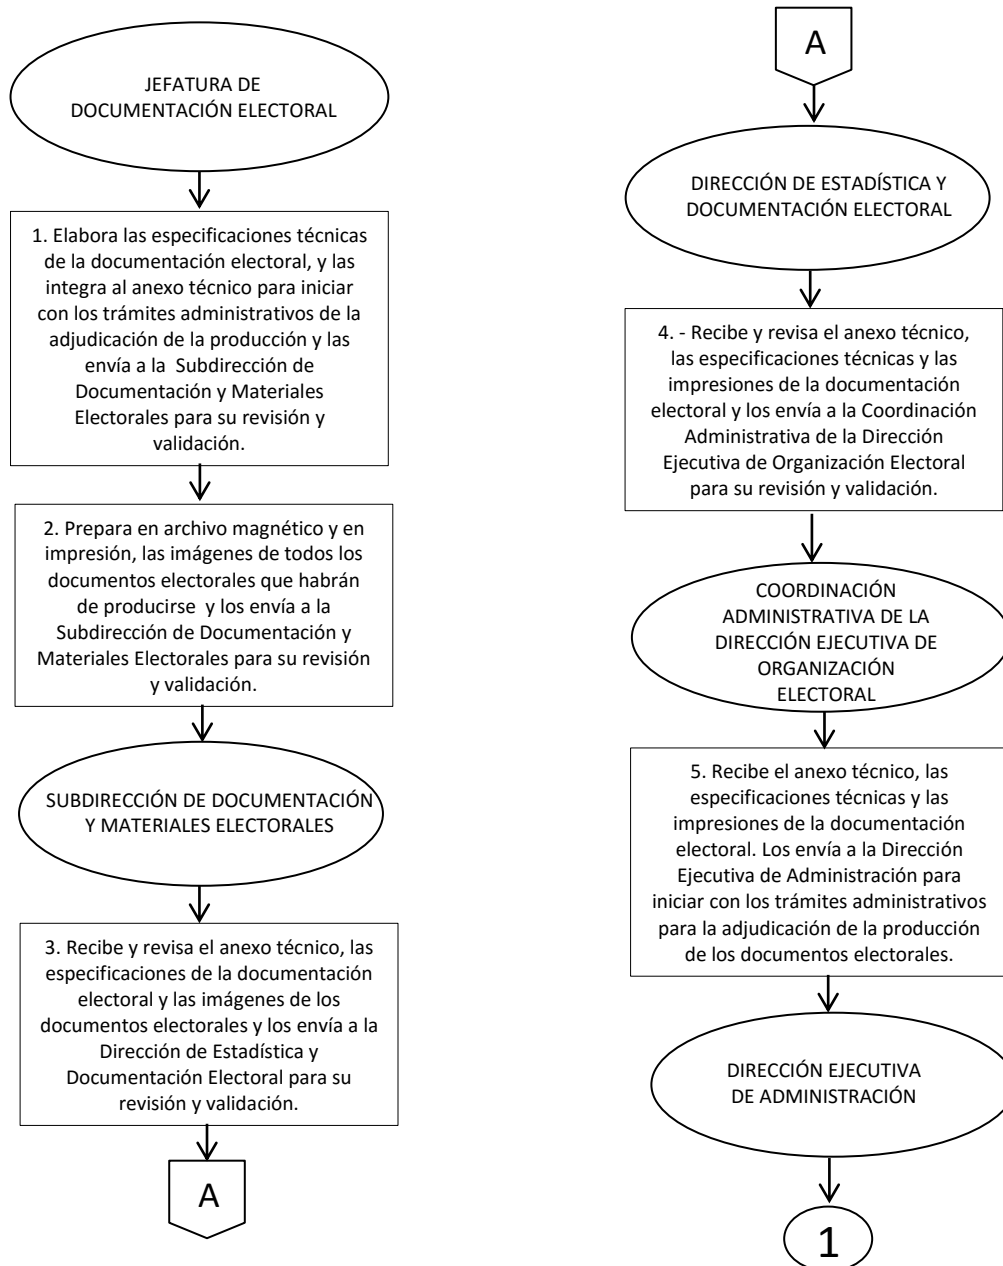 JEFATURA DE
DOCUMENTACIÓN ELECTORAL
1. Elabora las especificaciones técnicas
de la documentación electoral, y las
integra al anexo técnico para iniciar
con los trámites administrativos de la
adjudicación de la producción y las
envía a la Subdirección de
Documentación y Materiales
Electorales para su revisión y
validación.
2. Prepara en archivo magnético y en
impresión, las imágenes de todos los
documentos electorales que habrán
de producirse y los envía a la
Subdirección de Documentación y
Materiales Electorales para su revisión
y validación.
SUBDIRECCIÓN DE DOCUMENTACIÓN
Y MATERIALES ELECTORALES
3. Recibe y revisa el anexo técnico, las
especificaciones de la documentación
electoral y las imágenes de los
documentos electorales y los envía a la
Dirección de Estadística y
Documentación Electoral para su
revisión y validación.
A
A
DIRECCIÓN DE ESTADÍSTICA Y
DOCUMENTACIÓN ELECTORAL
4. - Recibe y revisa el anexo técnico,
las especificaciones técnicas y las
impresiones de la documentación
electoral y los envía a la Coordinación
Administrativa de la Dirección
Ejecutiva de Organización Electoral
para su revisión y validación.
COORDINACIÓN
ADMINISTRATIVA DE LA
DIRECCIÓN EJECUTIVA DE
ORGANIZACIÓN
ELECTORAL
5. Recibe el anexo técnico, las
especificaciones técnicas y las
impresiones de la documentación
electoral. Los envía a la Dirección
Ejecutiva de Administración para
iniciar con los trámites administrativos
para la adjudicación de la producción
de los documentos electorales.
DIRECCIÓN EJECUTIVA
DE ADMINISTRACIÓN
1